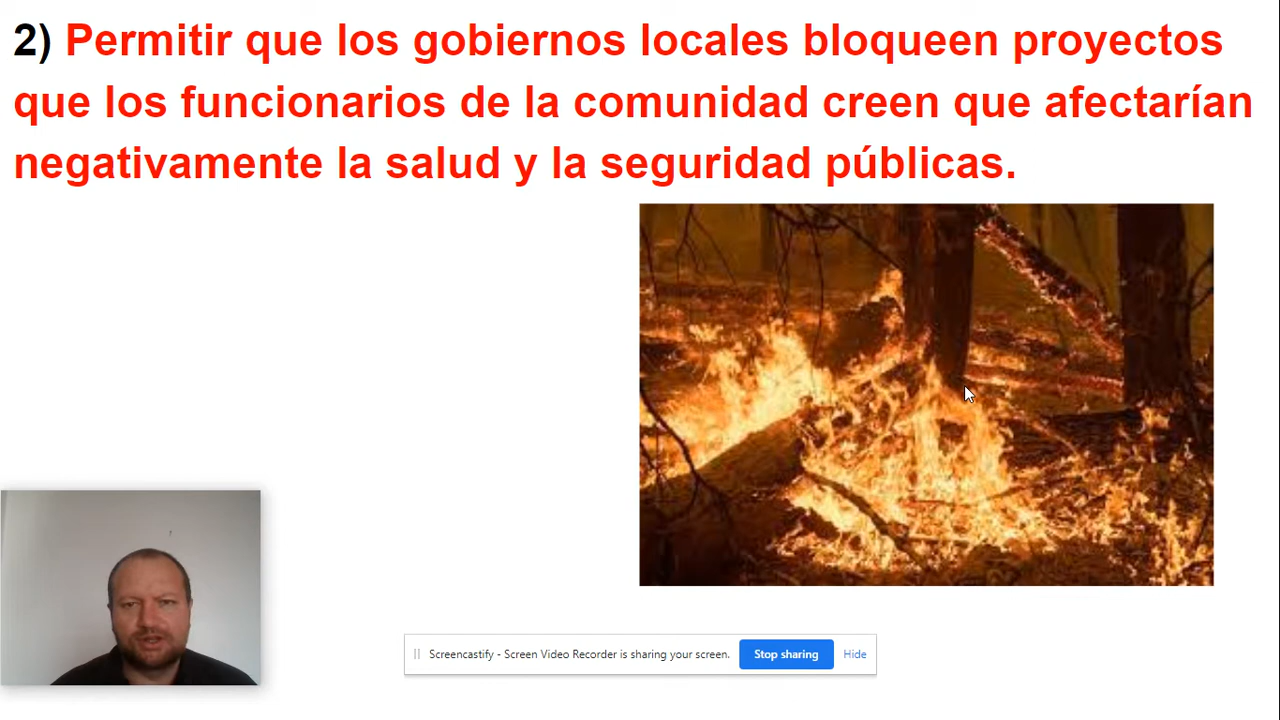 2) Permitir que los gobiernos locales bloqueen proyectos
que los funcionarios de la comunidad creen que afectarían
negativamente la salud y la seguridad públicas.
Screencastify - Screen Video Recorder is sharing your screen. Stop sharing Hide